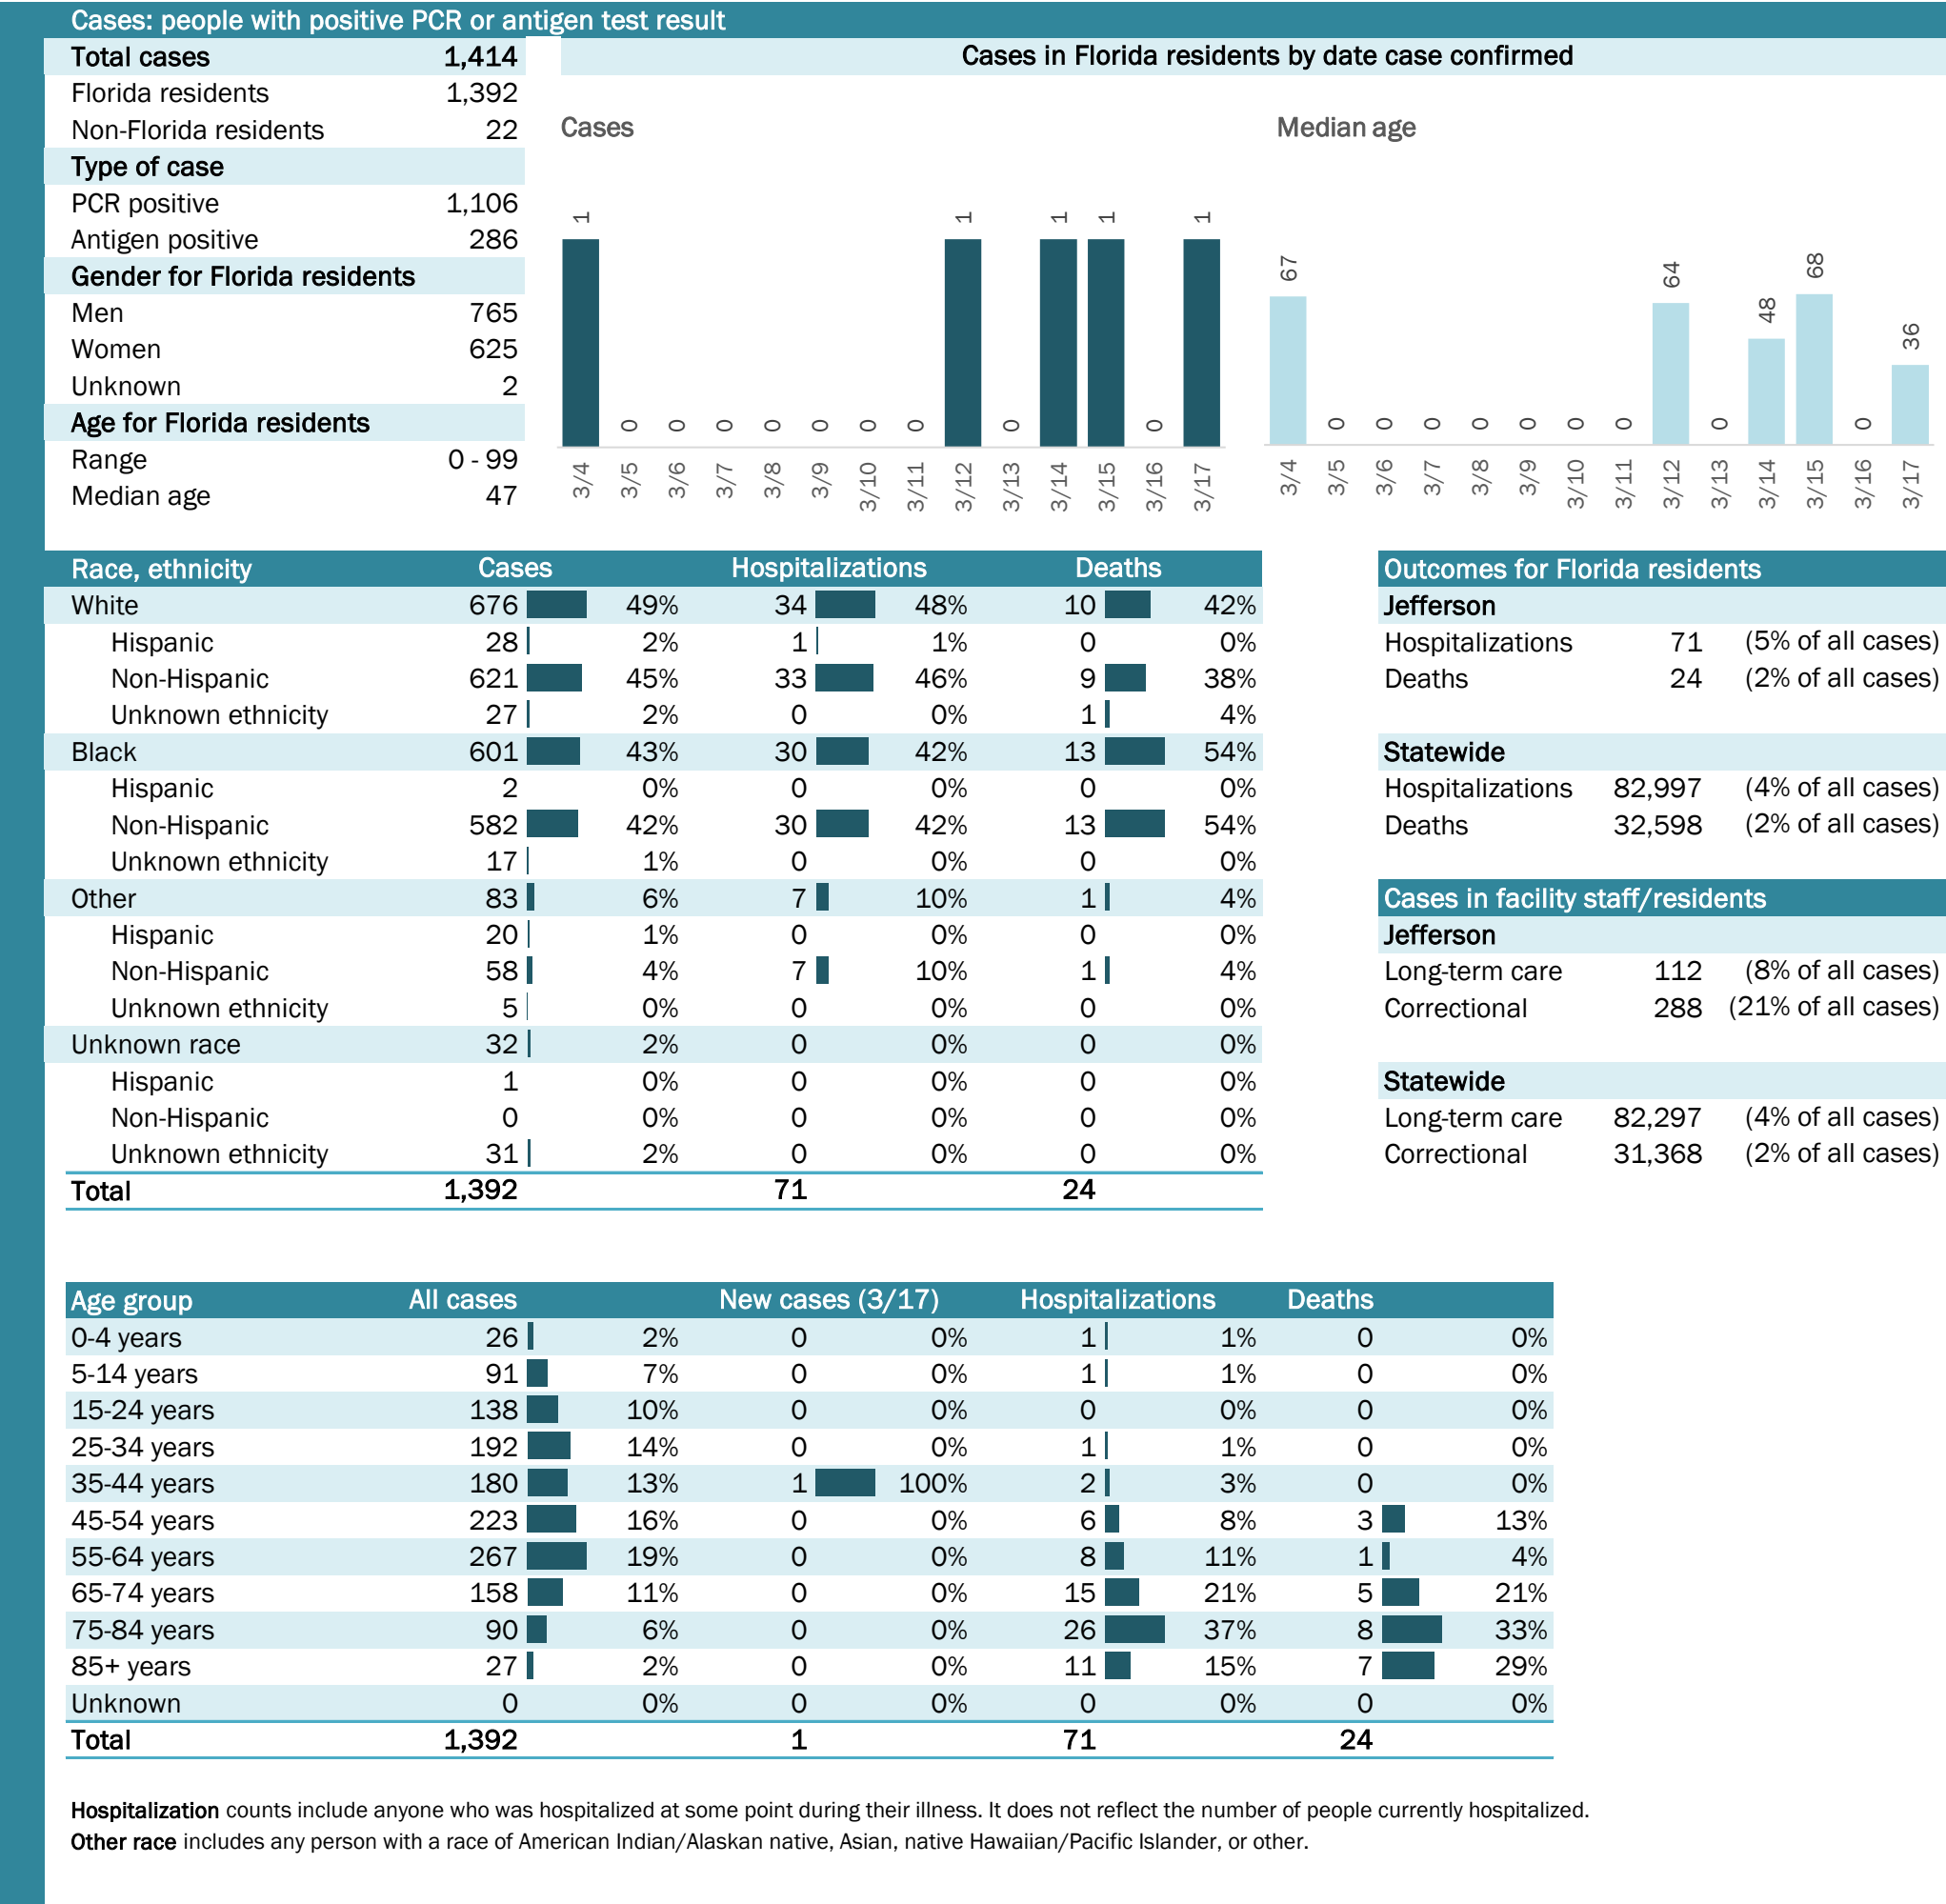 Cases: people with positive PCR or antigen test result
Total cases 1,414
Florida residents 1,392
Non-Florida residents 22
Type of case
PCR positive 1,106
Antigen positive 286
Gender for Florida residents
Men 765
Women 625
Unknown 2
Age for Florida residents
Range 0 - 99
Median age 47
Cases in Florida residents by date case confirmed
Cases
1 0 0 0 0 0 0 0 1 0 1 1 0 1
3/4 3/5 3/6 3/7 3/8 3/9 3/10 3/11 3/12 3/13 3/14 3/15 3/16 3/17
Median age
67 0 0 0 0 0 0 0 64 0 48 68 0 36
3/4 3/5 3/6 3/7 3/8 3/9 3/10 3/11 3/12 3/13 3/14 3/15 3/16 3/17
Race, ethnicity Cases Hospitalizations Deaths
White 676 49% 34 48% 10 42%
Hispanic 28 2% 1 1% 0 0%
Non-Hispanic 621 45% 33 46% 9 38%
Unknown ethnicity 27 2% 0 0% 1 4%
Black 601 43% 30 42% 13 54%
Hispanic 2 0% 0 0% 0 0%
Non-Hispanic 582 42% 30 42% 13 54%
Unknown ethnicity 17 1% 0 0% 0 0%
Other 83 6% 7 10% 1 4%
Hispanic 20 1% 0 0% 0 0%
Non-Hispanic 58 4% 7 10% 1 4%
Unknown ethnicity 5 0% 0 0% 0 0%
Unknown race 32 2% 0 0% 0 0%
Hispanic 1 0% 0 0% 0 0%
Non-Hispanic 0 0% 0 0% 0 0%
Unknown ethnicity 31 2% 0 0% 0 0%
Total 1,392 71 24
Outcomes for Florida residents
Jefferson
Hospitalizations 71 (5% of all cases)
Deaths 24 (2% of all cases)
Statewide
Hospitalizations 82,997 (4% of all cases)
Deaths 32,598 (2% of all cases)
Cases in facility staff/residents
Jefferson
Long-term care 112 (8% of all cases)
Correctional 288 (21% of all cases)
Statewide
Long-term care 82,297 (4% of all cases)
Correctional 31,368 (2% of all cases)
Age group All cases New cases (3/17) Hospitalizations Deaths
0-4 years 26 2% 0 0% 1 1% 0 0%
5-14 years 91 7% 0 0% 1 1% 0 0%
15-24 years 138 10% 0 0% 0 0% 0 0%
25-34 years 192 14% 0 0% 1 1% 0 0%
35-44 years 180 13% 1 100% 2 3% 0 0%
45-54 years 223 16% 0 0% 6 8% 3 13%
55-64 years 267 19% 0 0% 8 11% 1 4%
65-74 years 158 11% 0 0% 15 21% 5 21%
75-84 years 90 6% 0 0% 26 37% 8 33%
85+ years 27 2% 0 0% 11 15% 7 29%
Unknown 0 0% 0 0% 0 0% 0 0%
Total 1,392 1 71 24
Hospitalization counts include anyone who was hospitalized at some point during their illness. It does not reflect the number of people currently hospitalized.
Other race includes any person with a race of American Indian/Alaskan native, Asian, native Hawaiian/Pacific Islander, or other.